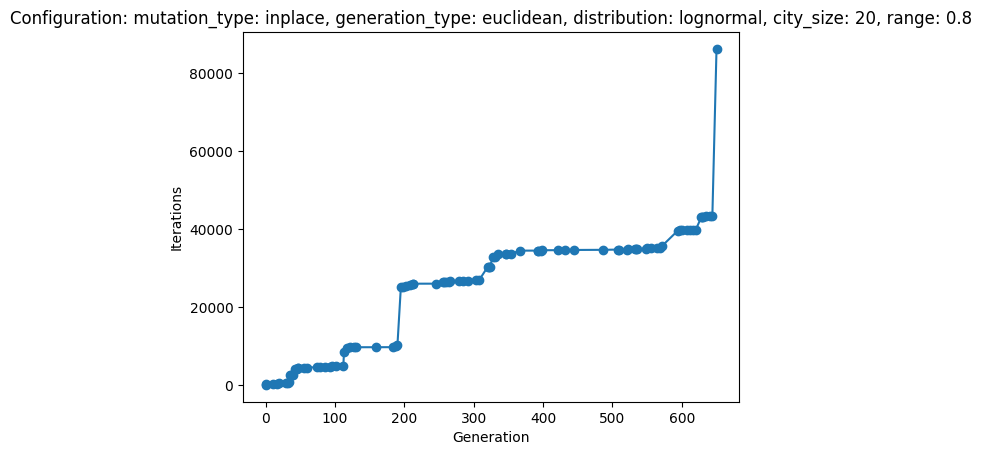 Configuration: mutation_type: inplace, generation_type: euclidean, distribution: lognormal, city_size: 20, range: 0.8
80000
60000
40000
20000
0
Iterations
0 100 200 300 400 500 600
Generation